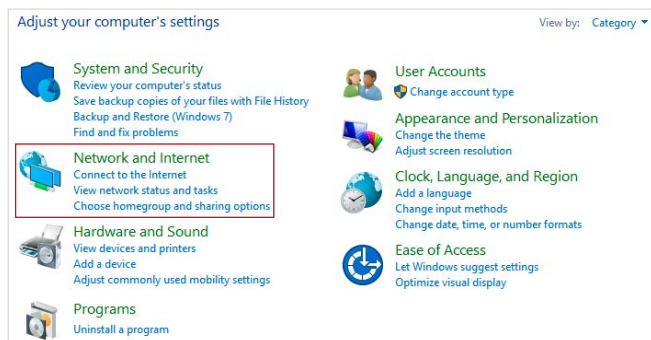 Adjust your computer's settings
View by: Category
System and Security
Review your computer's status
Save backup copies of your files with File History
Backup and Restore (Windows 7)
Find and fix problems
Network and Internet
Connect to the Internet
View network status and tasks
Choose homegroup and sharing options
Hardware and Sound
View devices and printers
Add a device
Adjust commonly used mobility settings
Programs
Uninstall a program
User Accounts
Change account type
Appearance and Personalization
Change the theme
Adjust screen resolution
Clock, Language, and Region
Add a language
Change input methods
Change date, time, or number formats
Ease of Access
Let Windows suggest settings
Optimize visual display